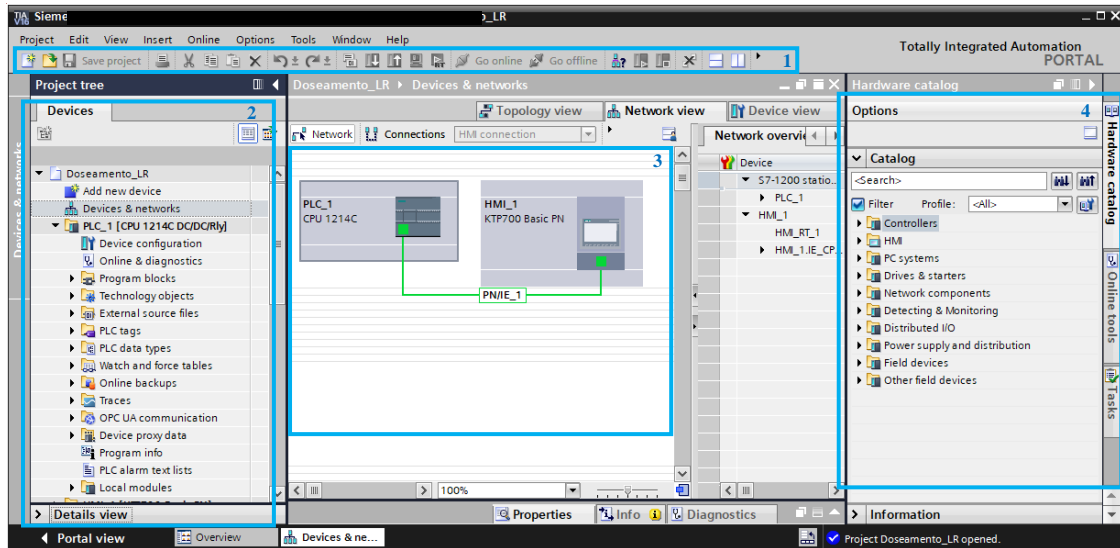 Sieme o_LR
Project Edit View Insert Online Options Tools Window Help
Totally Integrated Automation
PORTAL
Save project Go online Go offline 1
Project tree
Doseamento_LR Devices & networks
Hardware catalog
Devices 2
Topology view Network view Device view
Options 4
Network Connections HMI connection
Network overvie
3
Devices & networks
Doseamento_LR
Add new device
Devices & networks
PLC_1 [CPU 1214C DC/DC/Rly]
Device configuration
Online & diagnostics
Program blocks
Technology objects
External source files
PLC tags
PLC data types
Watch and force tables
Online backups
Traces
OPC UA communication
Device proxy data
Program info
PLC alarm text lists
Local modules
Details view
PLC_1
CPU 1214C
HMI_1
KTP700 Basic PN
PN/IE_1
100%
Device
S7-1200 statio...
PLC_1
HMI_1
HMI_RT_1
HMI_1.IE_CP...
Properties Info Diagnostics
Catalog
<Search>
Filter Profile: <All>
Controllers
HMI
PC systems
Drives & starters
Network components
Detecting & Monitoring
Distributed I/O
Power supply and distribution
Field devices
Other field devices
Information
Hardware catalog
Online tools
Tasks
Portal view Overview Devices & ne...
Project Doseamento_LR opened.